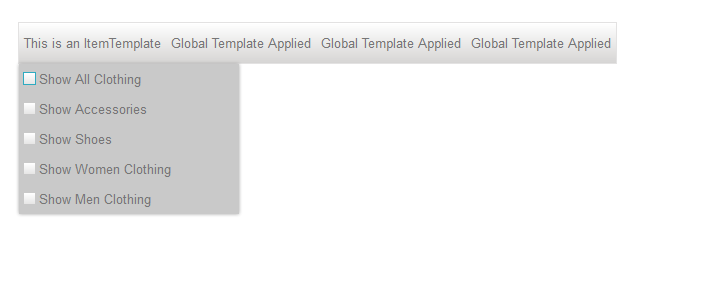 This is an ItemTemplate Global Template Applied Global Template Applied Global Template Applied
Show All Clothing
Show Accessories
Show Shoes
Show Women Clothing
Show Men Clothing